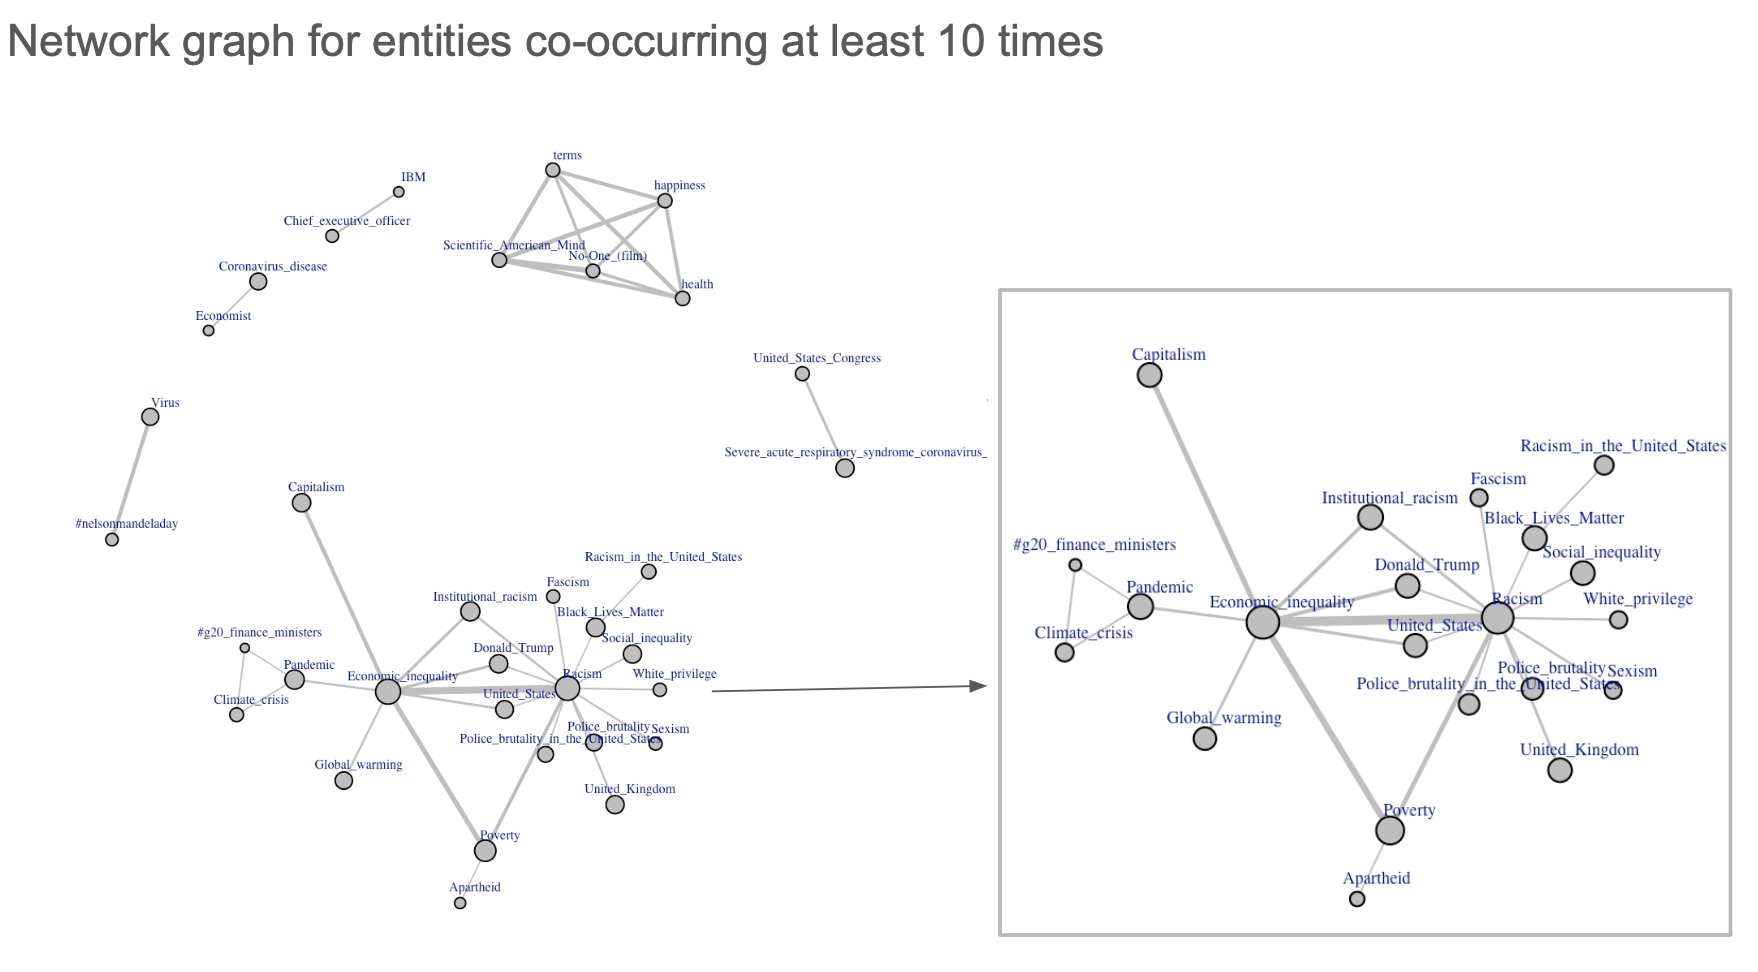 Network graph for entities co-occurring at least 10 times
terms
IBM
happiness
Chief_executive_officer
Scientific_American_Mind
No-One_(film)
Coronavirus_disease
health
Economist
United_States_Congress
Virus
Severe_acute_respiratory_syndrome_coronavirus_
Capitalism
#nelsonmandeladay
Racism_in_the_United_States
Fascism
Institutional_racism
Black_Lives_Matter
#g20_finance_ministers
Social_inequality
Donald_Trump
Pandemic
Economic_inequality
Racism
White_privilege
United_States
Climate_crisis
Police_brutality
Sexism
Police_brutality_in_the_United_States
Global_warming
United_Kingdom
Poverty
Apartheid
Capitalism
Racism_in_the_United_States
Fascism
Institutional_racism
Black_Lives_Matter
#g20_finance_ministers
Social_inequality
Donald_Trump
Pandemic
Economic_inequality
Racism
White_privilege
United_States
Climate_crisis
Police_brutality
Sexism
Police_brutality_in_the_United_States
Global_warming
United_Kingdom
Poverty
Apartheid